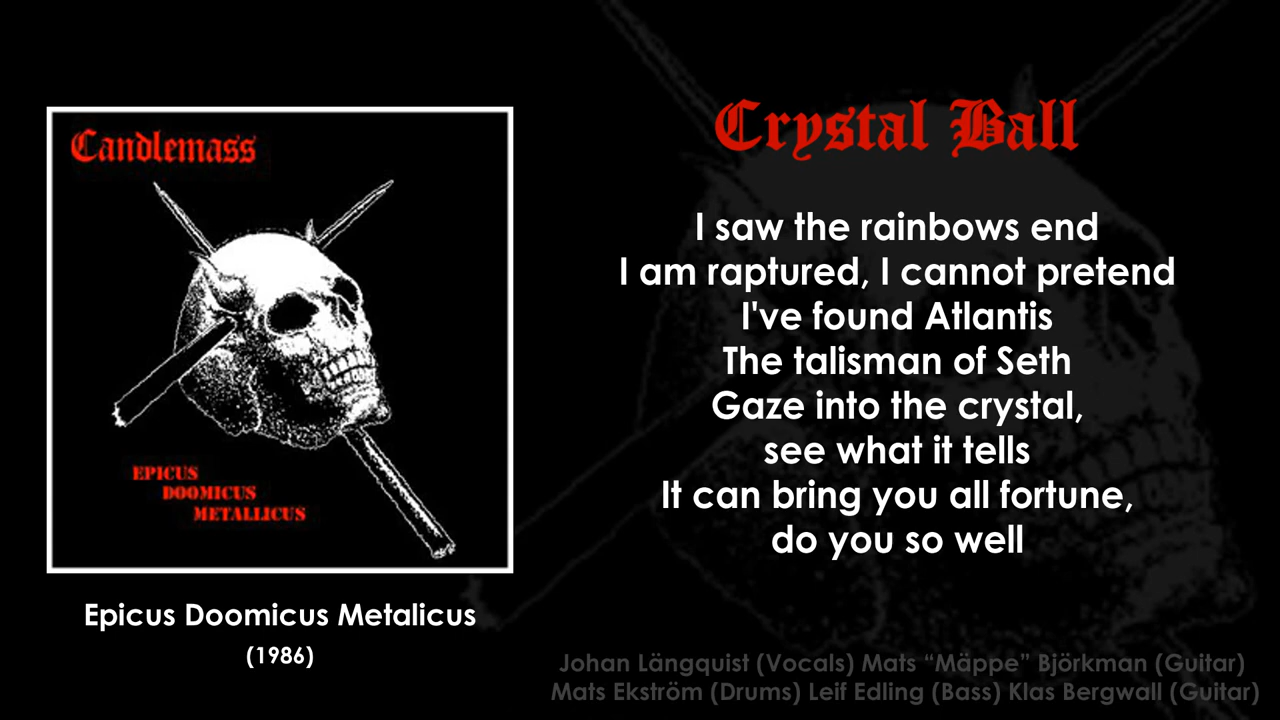 Candlemass
EPICUS
DOOMICUS
METALLICUS
Epicus Doomicus Metalicus
(1986)
Crystal Ball
I saw the rainbows end
I am raptured, I cannot pretend
I've found Atlantis
The talisman of Seth
Gaze into the crystal,
see what it tells
It can bring you all fortune,
do you so well
Johan Längquist (Vocals) Mats “Mäppe” Björkman (Guitar)
Mats Ekström (Drums) Leif Edling (Bass) Klas Bergwall (Guitar)